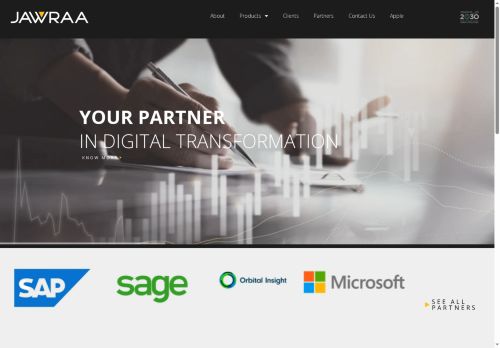 JAWRAA
About Products Clients Partners Contact Us Apple
2030
YOUR PARTNER
IN DIGITAL TRANSFORMATION
KNOW MORE
SAP
sage
Orbital Insight
Microsoft
SEE ALL
PARTNERS